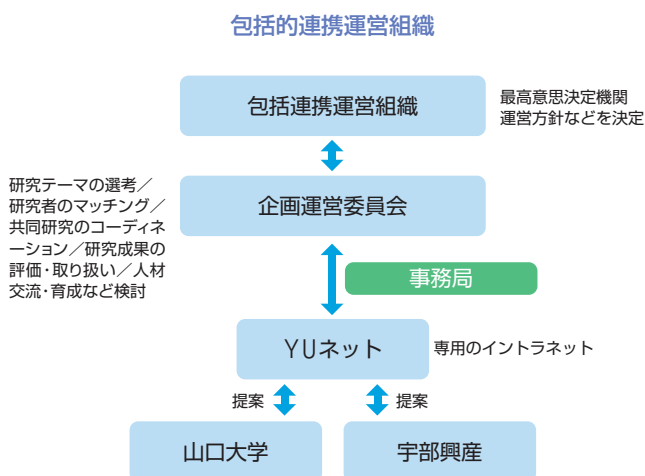 包括的連携運営組織
包括連携運営組織
最高意思決定機関
運営方針などを決定
研究テーマの選考／
研究者のマッチング／
共同研究のコーディネ
ーション／研究成果の
評価・取り扱い／人材
交流・育成など検討
企画運営委員会
事務局
YUネット
専用のイントラネット
提案
提案
山口大学
宇部興産